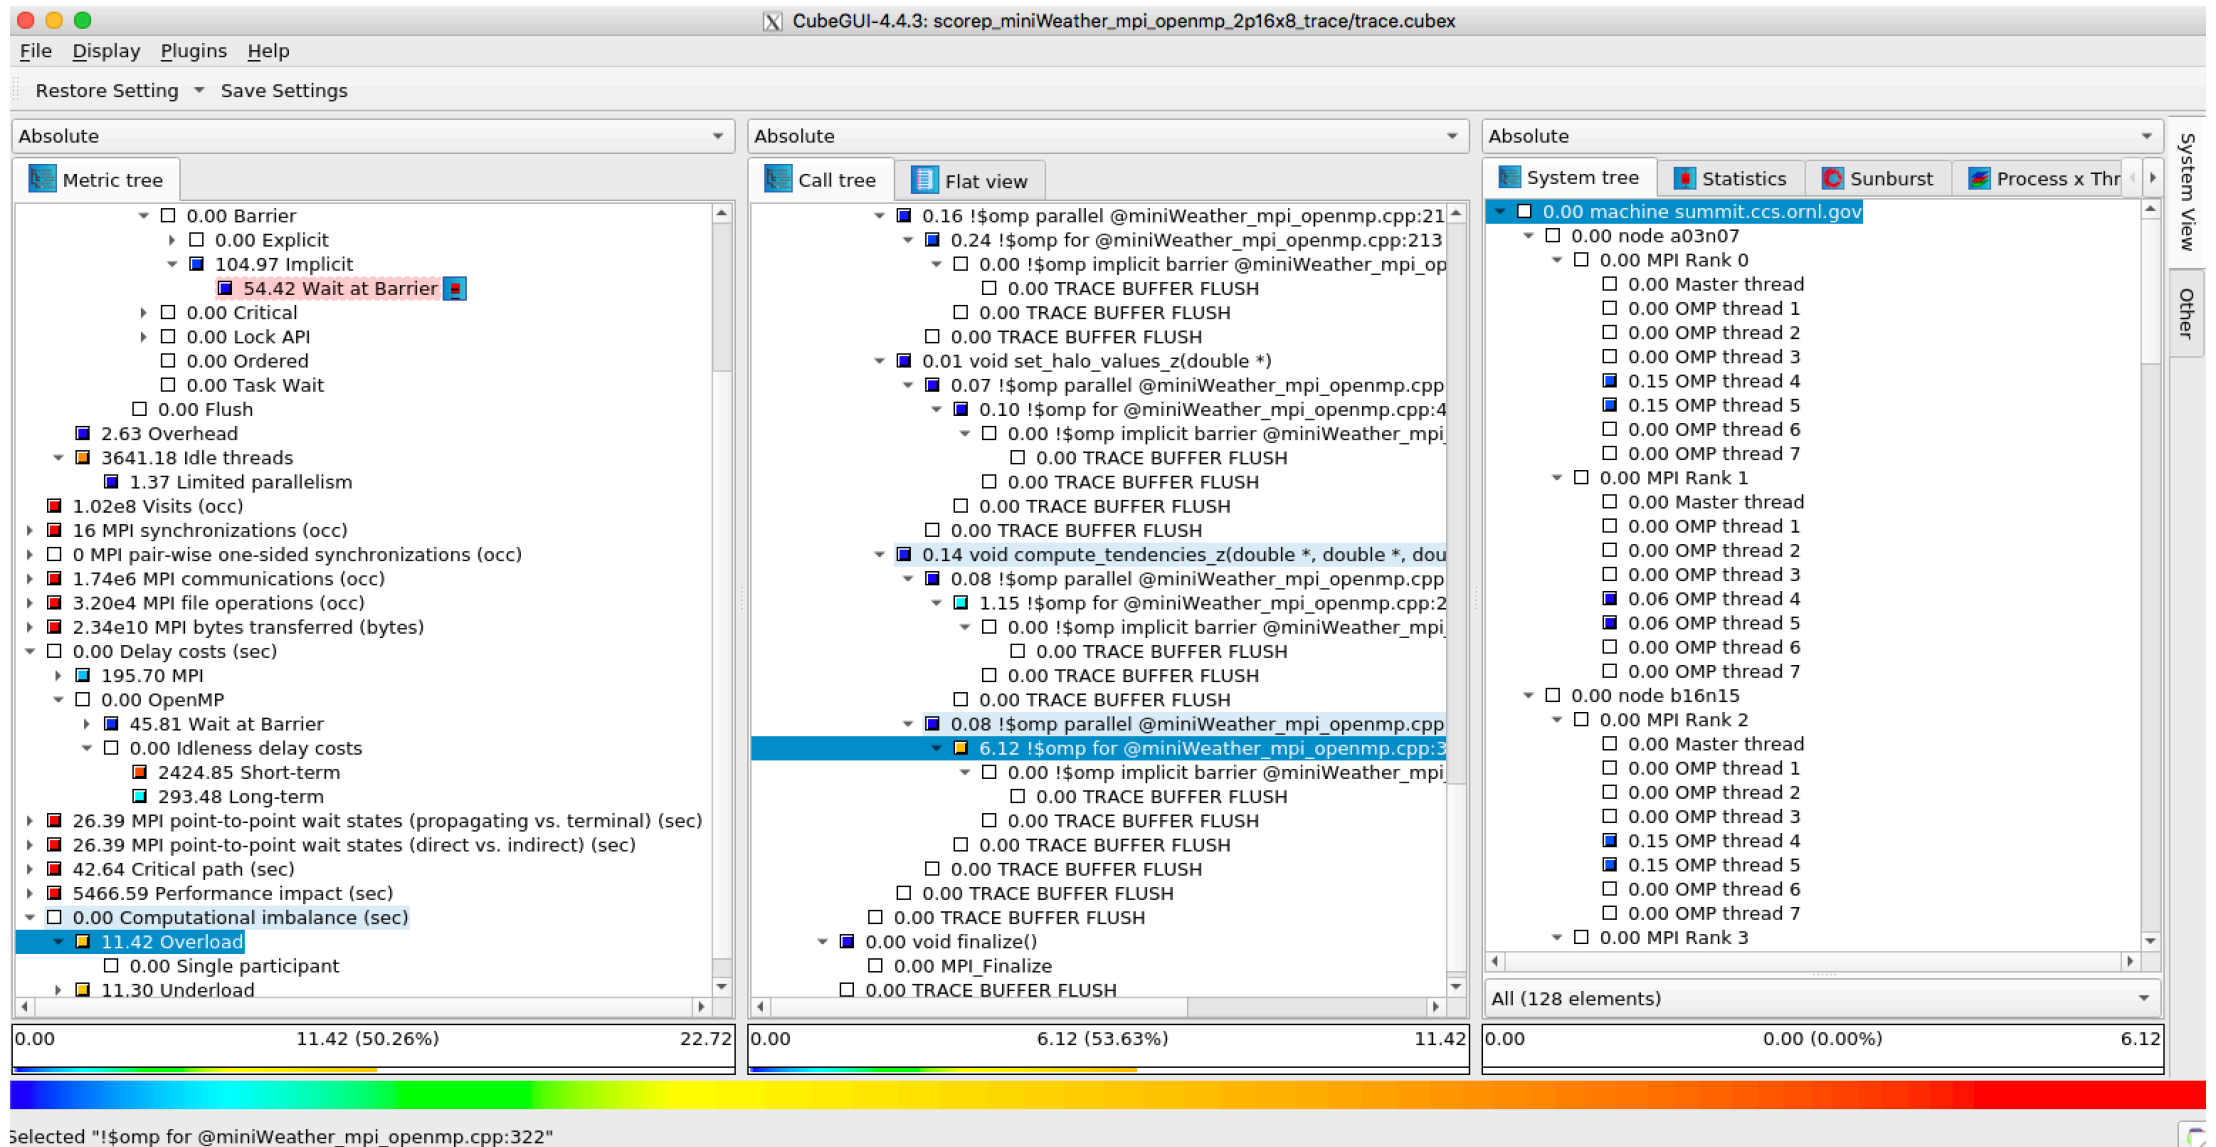 CubeGUI-4.4.3: scorep_miniWeather_mpi_openmp_2p16x8_trace/trace.cubex
File Display Plugins Help
Restore Setting Save Settings
Absolute
Metric tree
0.00 Barrier
0.00 Explicit
104.97 Implicit
54.42 Wait at Barrier
0.00 Critical
0.00 Lock API
0.00 Ordered
0.00 Task Wait
0.00 Flush
2.63 Overhead
3641.18 Idle threads
1.37 Limited parallelism
1.02e8 Visits (occ)
16 MPI synchronizations (occ)
0 MPI pair-wise one-sided synchronizations (occ)
1.74e6 MPI communications (occ)
3.20e4 MPI file operations (occ)
2.34e10 MPI bytes transferred (bytes)
0.00 Delay costs (sec)
195.70 MPI
0.00 OpenMP
45.81 Wait at Barrier
0.00 Idleness delay costs
2424.85 Short-term
293.48 Long-term
26.39 MPI point-to-point wait states (propagating vs. terminal) (sec)
26.39 MPI point-to-point wait states (direct vs. indirect) (sec)
42.64 Critical path (sec)
5466.59 Performance impact (sec)
0.00 Computational imbalance (sec)
11.42 Overload
0.00 Single participant
11.30 Underload
0.00 11.42 (50.26%) 22.72
Absolute
Call tree Flat view
0.16 !$omp parallel @miniWeather_mpi_openmp.cpp:21
0.24 !$omp for @miniWeather_mpi_openmp.cpp:213
0.00 !$omp implicit barrier @miniWeather_mpi_op
0.00 TRACE BUFFER FLUSH
0.00 TRACE BUFFER FLUSH
0.00 TRACE BUFFER FLUSH
0.01 void set_halo_values_z(double *)
0.07 !$omp parallel @miniWeather_mpi_openmp.cpp
0.10 !$omp for @miniWeather_mpi_openmp.cpp:4
0.00 !$omp implicit barrier @miniWeather_mpi_
0.00 TRACE BUFFER FLUSH
0.00 TRACE BUFFER FLUSH
0.00 TRACE BUFFER FLUSH
0.00 TRACE BUFFER FLUSH
0.14 void compute_tendencies_z(double *, double *, dou
0.08 !$omp parallel @miniWeather_mpi_openmp.cpp
1.15 !$omp for @miniWeather_mpi_openmp.cpp:2
0.00 !$omp implicit barrier @miniWeather_mpi_
0.00 TRACE BUFFER FLUSH
0.00 TRACE BUFFER FLUSH
0.00 TRACE BUFFER FLUSH
0.08 !$omp parallel @miniWeather_mpi_openmp.cpp
6.12 !$omp for @miniWeather_mpi_openmp.cpp:3
0.00 !$omp implicit barrier @miniWeather_mpi_
0.00 TRACE BUFFER FLUSH
0.00 TRACE BUFFER FLUSH
0.00 TRACE BUFFER FLUSH
0.00 TRACE BUFFER FLUSH
0.00 TRACE BUFFER FLUSH
0.00 TRACE BUFFER FLUSH
0.00 void finalize()
0.00 MPI_Finalize
0.00 TRACE BUFFER FLUSH
0.00 6.12 (53.63%) 11.42
Absolute
System tree Statistics Sunburst Process x Thr
0.00 machine summit.ccs.ornl.gov
0.00 node a03n07
0.00 MPI Rank 0
0.00 Master thread
0.00 OMP thread 1
0.00 OMP thread 2
0.00 OMP thread 3
0.15 OMP thread 4
0.15 OMP thread 5
0.00 OMP thread 6
0.00 OMP thread 7
0.00 MPI Rank 1
0.00 Master thread
0.00 OMP thread 1
0.00 OMP thread 2
0.00 OMP thread 3
0.06 OMP thread 4
0.06 OMP thread 5
0.00 OMP thread 6
0.00 OMP thread 7
0.00 node b16n15
0.00 MPI Rank 2
0.00 Master thread
0.00 OMP thread 1
0.00 OMP thread 2
0.00 OMP thread 3
0.15 OMP thread 4
0.15 OMP thread 5
0.00 OMP thread 6
0.00 OMP thread 7
0.00 MPI Rank 3
All (128 elements)
0.00 0.00 (0.00%) 6.12
System View
Other
Selected "!$omp for @miniWeather_mpi_openmp.cpp:322"